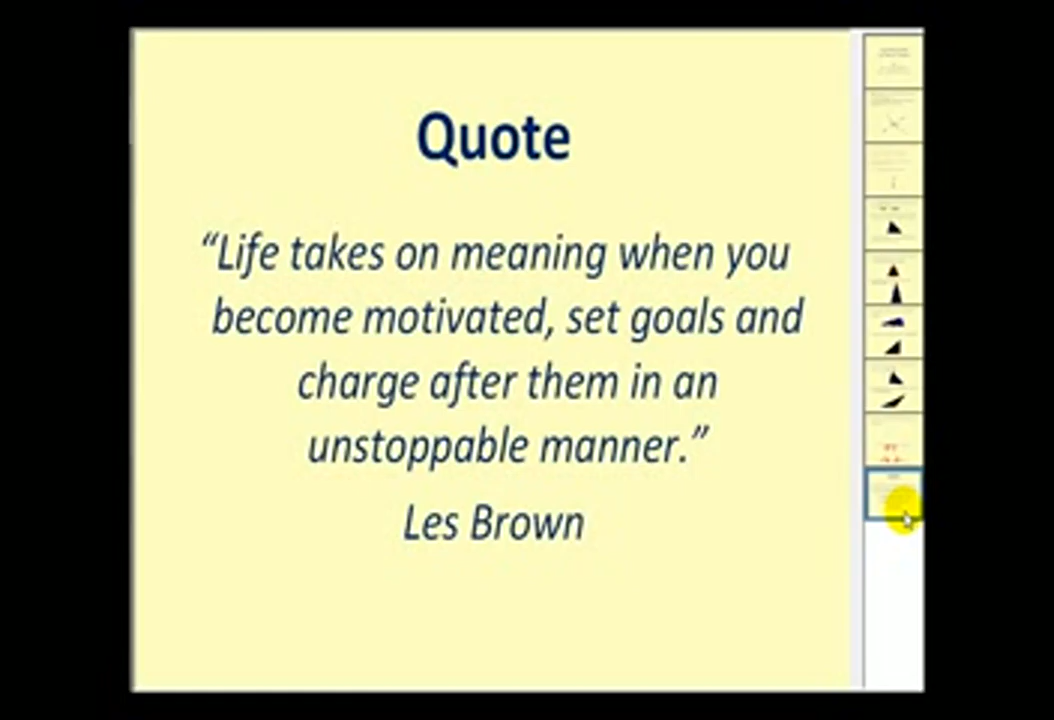 Quote
“Life takes on meaning when you
become motivated, set goals and
charge after them in an
unstoppable manner.”
Les Brown